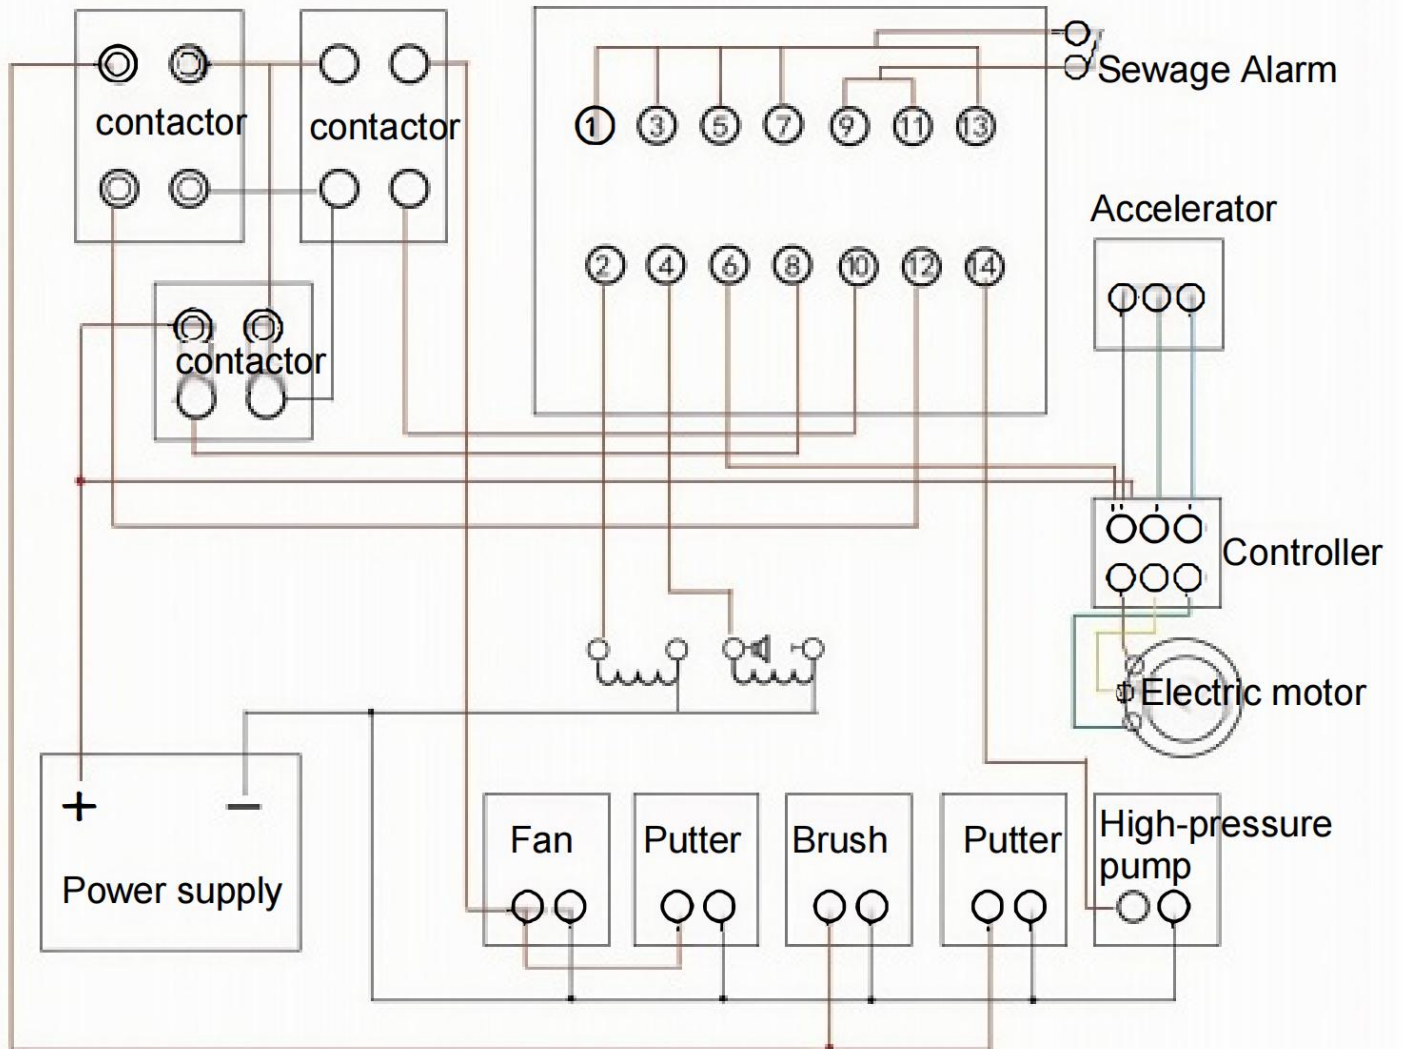 contactor
contactor
Sewage Alarm
1 3 5 7 9 11 13
Accelerator
2 4 6 8 10 12 14
contactor
Controller
Electric motor
+ −
Power supply
Fan
Putter
Brush
Putter
High-pressure
pump